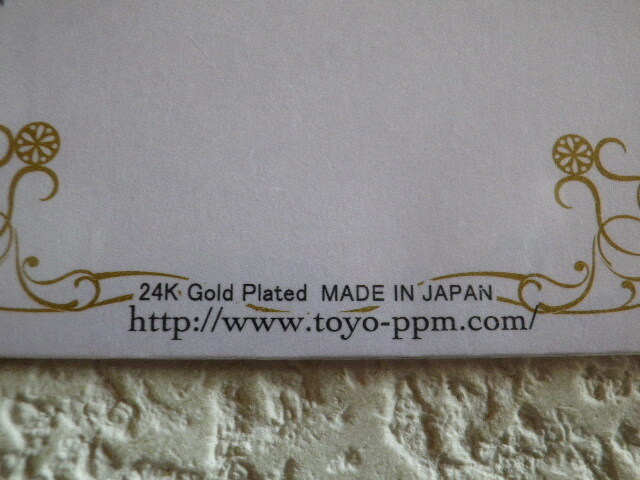 24K Gold Plated MADE IN JAPAN
http://www.toyo-ppm.com/